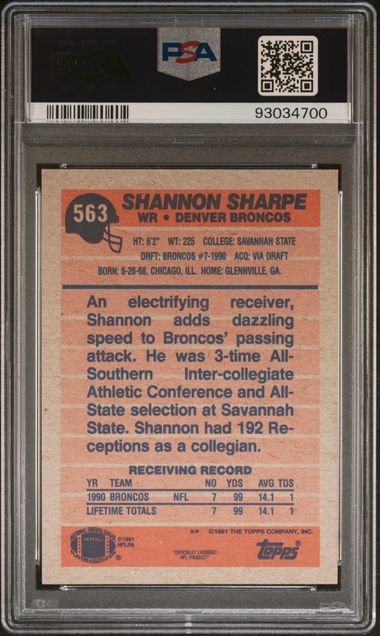 PSA
93034700
563
SHANNON SHARPE
WR • DENVER BRONCOS
HT: 6'2" WT: 225 COLLEGE: SAVANNAH STATE
DRFT: BRONCOS #7-1990 ACQ: VIA DRAFT
BORN: 6-26-68, CHICAGO, ILL. HOME: GLENNVILLE, GA.
An electrifying receiver,
Shannon adds dazzling
speed to Broncos' passing
attack. He was 3-time All-
Southern Inter-collegiate
Athletic Conference and All-
State selection at Savannah
State. Shannon had 192 Re-
ceptions as a collegian.
RECEIVING RECORD
YR TEAM NO YDS AVG TDS
1990 BRONCOS NFL 7 99 14.1 1
LIFETIME TOTALS 7 99 14.1 1
A* ©1991 THE TOPPS COMPANY, INC.
©1991
NFLPA
"OFFICIALLY LICENSED
NFL PRODUCT"
Topps